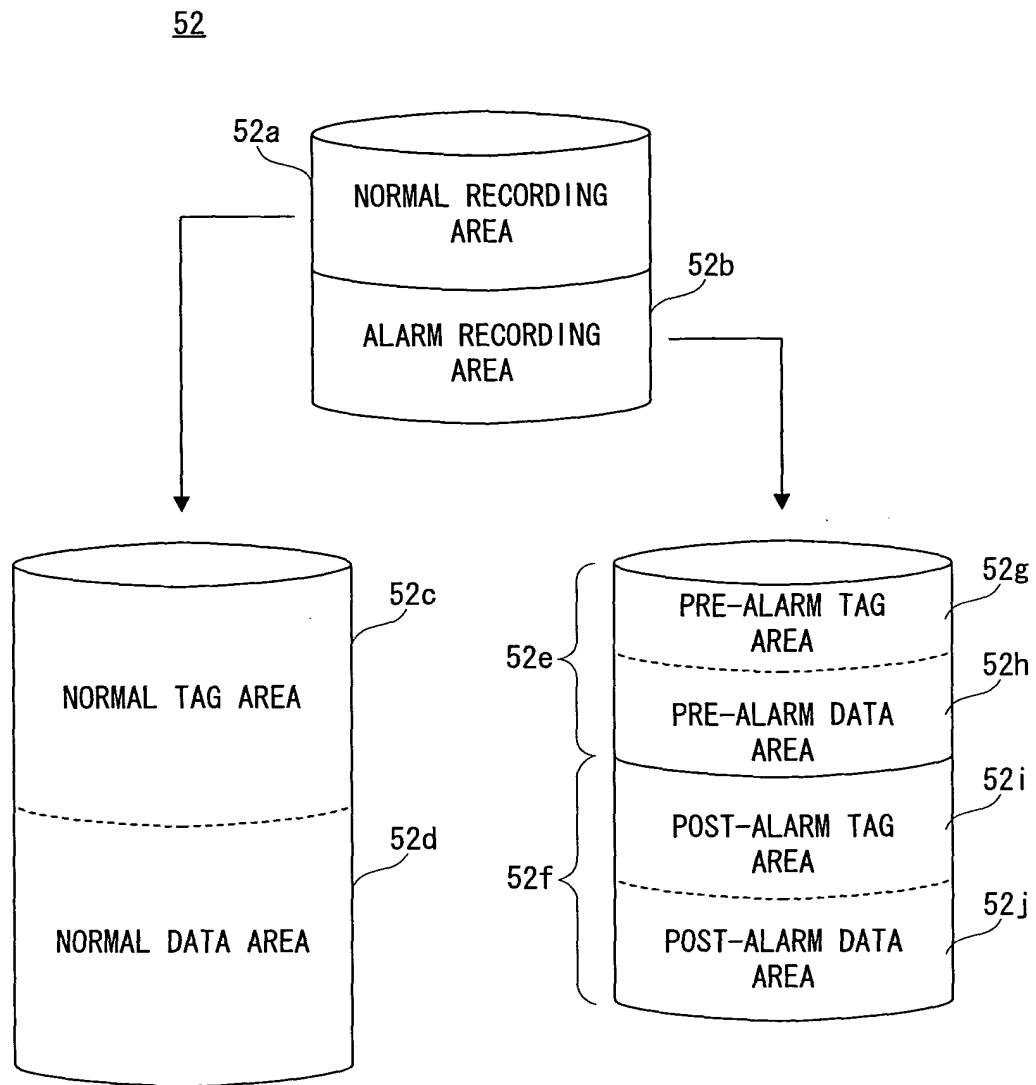 52
52a
NORMAL RECORDING
AREA
52b
ALARM RECORDING
AREA
52c
NORMAL TAG AREA
52d
NORMAL DATA AREA
52e
52g
PRE-ALARM TAG
AREA
52h
PRE-ALARM DATA
AREA
52f
52i
POST-ALARM TAG
AREA
52j
POST-ALARM DATA
AREA